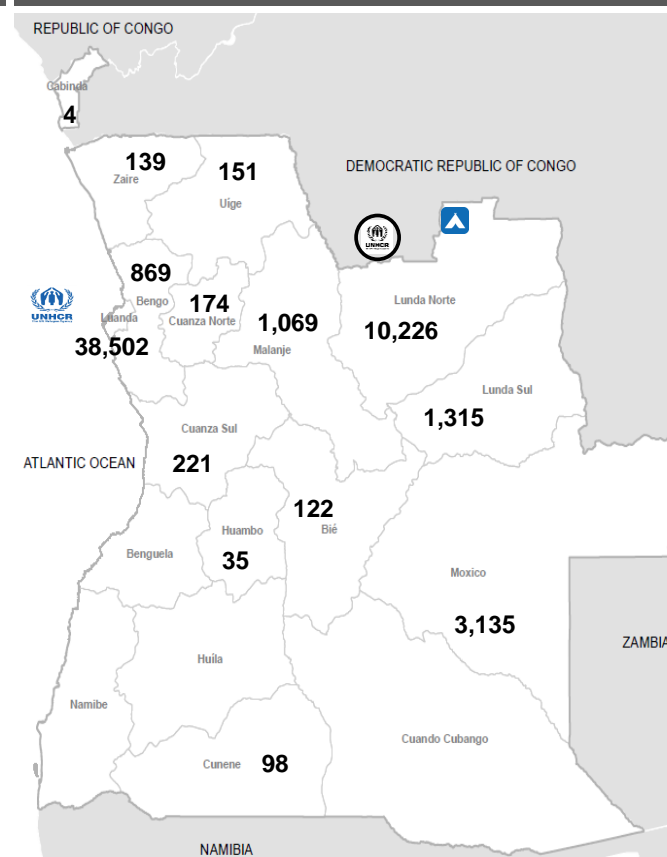 REPUBLIC OF CONGO
Cabinda
4
139
Zaire
151
Uíge
DEMOCRATIC REPUBLIC OF CONGO
UNHCR
869
Bengo
174
Cuanza Norte
UNHCR
Luanda
38,502
1,069
Malanje
Lunda Norte
10,226
Lunda Sul
1,315
Cuanza Sul
221
ATLANTIC OCEAN
122
Bié
Huambo
35
Benguela
Moxico
3,135
ZAMBIA
Huíla
Namibe
Cuando Cubango
Cunene
98
NAMIBIA